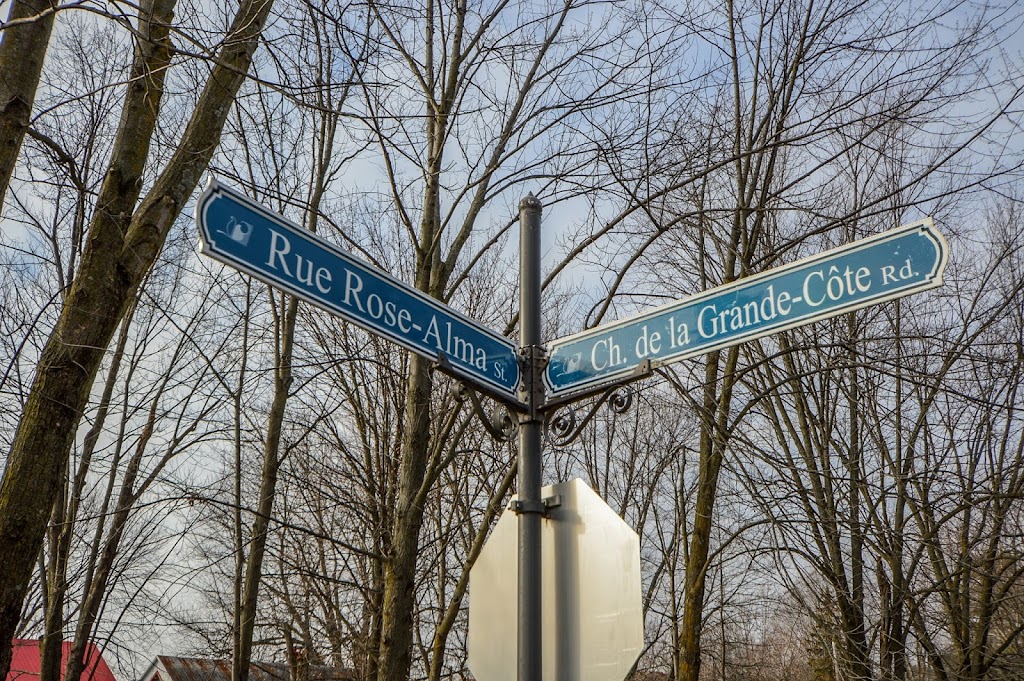 Rue Rose-Alma St.
Ch. de la Grande-Côte Rd.